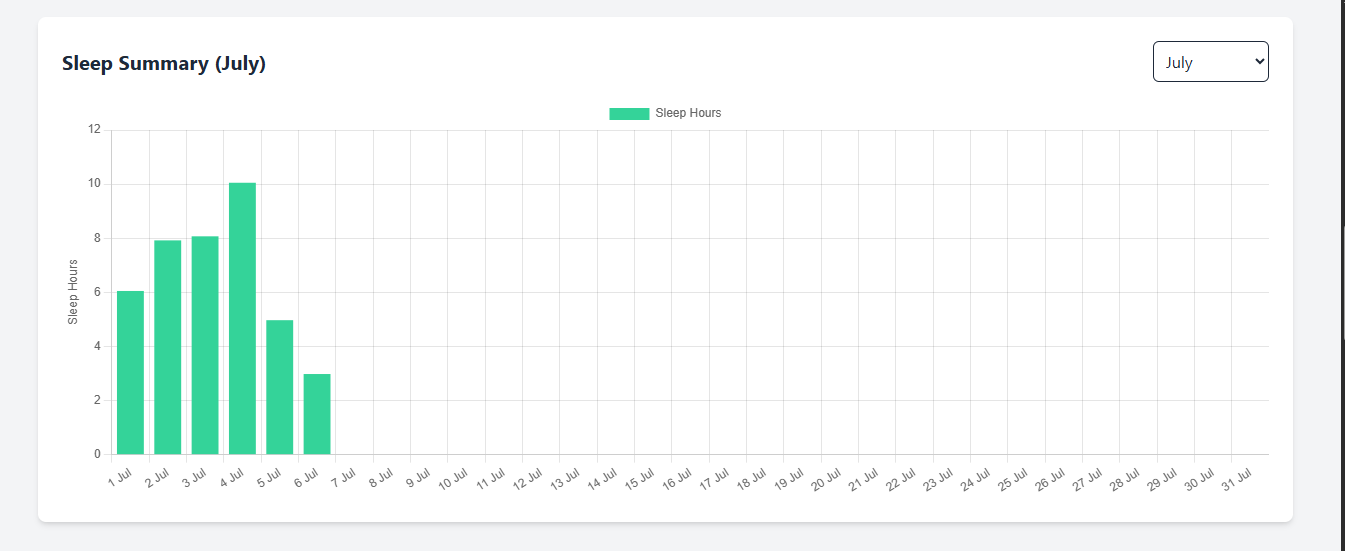 Sleep Summary (July)
July
Sleep Hours
12
10
8
6
4
2
0
Sleep Hours
1 Jul
2 Jul
3 Jul
4 Jul
5 Jul
6 Jul
7 Jul
8 Jul
9 Jul
10 Jul
11 Jul
12 Jul
13 Jul
14 Jul
15 Jul
16 Jul
17 Jul
18 Jul
19 Jul
20 Jul
21 Jul
22 Jul
23 Jul
24 Jul
25 Jul
26 Jul
27 Jul
28 Jul
29 Jul
30 Jul
31 Jul